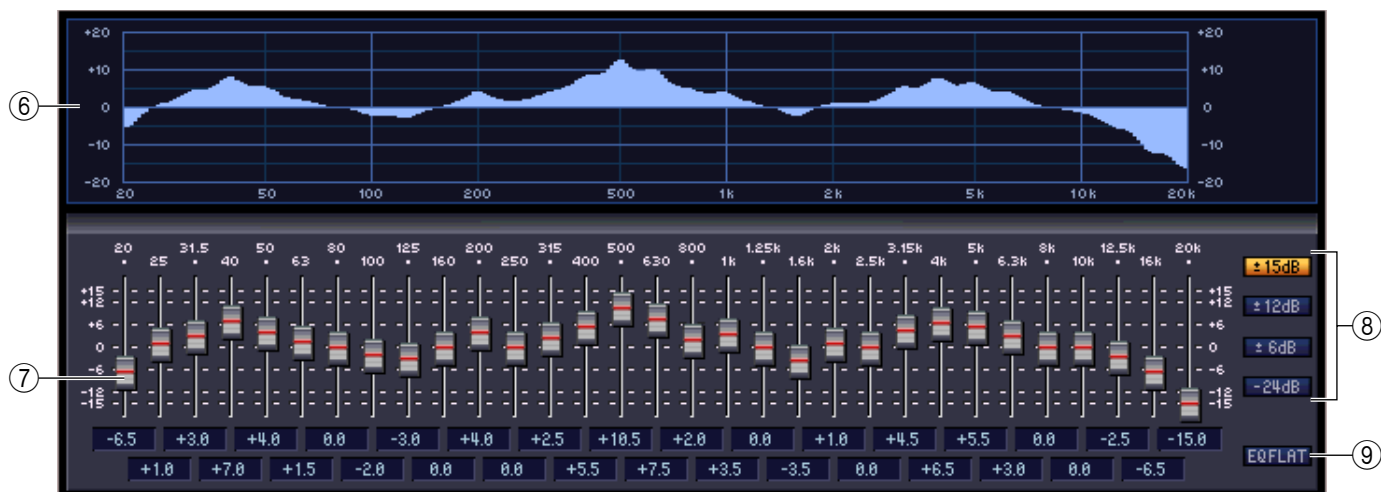 +20 +20
+10 +10
⑥ 0 0
-10 -10
-20 -20
20 50 100 200 500 1k 2k 5k 10k 20k
20 31.5 50 80 125 200 315 500 800 1.25k 2k 3.15k 5k 8k 12.5k 20k
25 40 63 100 160 250 400 630 1k 1.6k 2.5k 4k 6.3k 10k 16k
±15dB
+15 +15
+12 +12
±12dB
+6 +6
⑧
0 0
±6dB
-6 -6
⑦
-12 -12
-24dB
-15 -15
-6.5 +3.0 +4.0 0.0 -3.0 +4.0 +2.5 +10.5 +2.0 0.0 +1.0 +4.5 +5.5 0.0 -2.5 -15.0
EQFLAT ⑨
+1.0 +7.0 +1.5 -2.0 0.0 0.0 +5.5 +7.5 +3.5 -3.5 0.0 +6.5 +3.0 0.0 -6.5